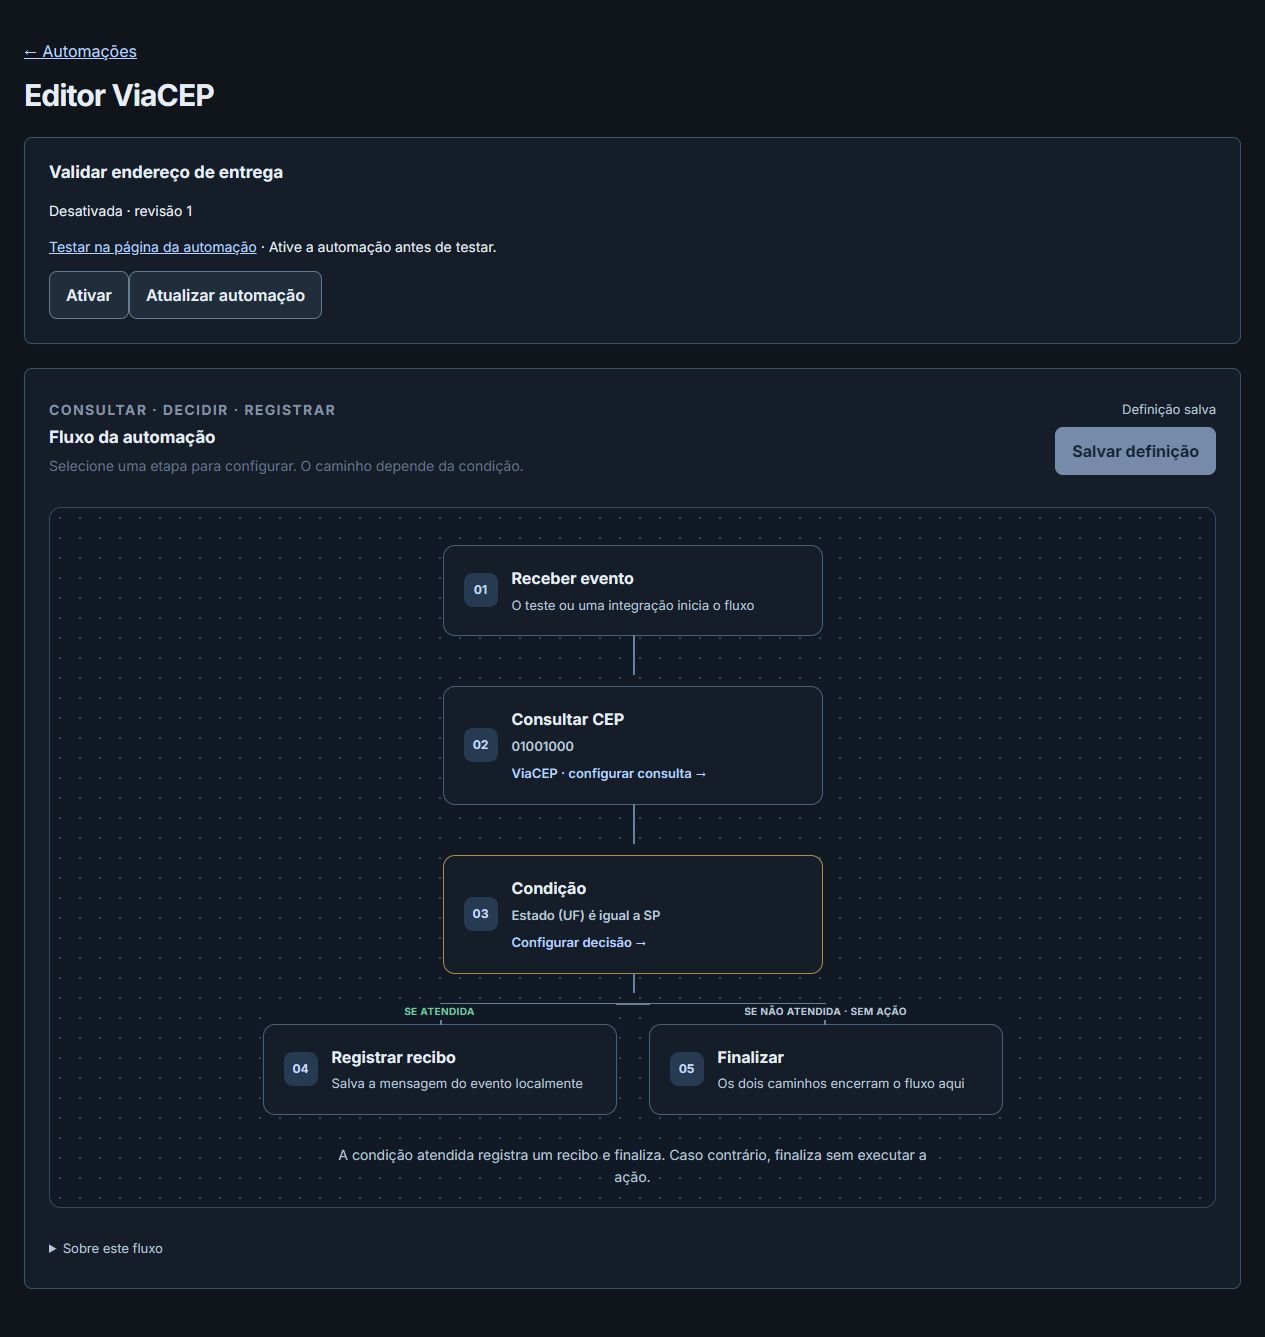 ← Automações
Editor ViaCEP
Validar endereço de entrega
Desativada · revisão 1
Testar na página da automação · Ative a automação antes de testar.
Ativar
Atualizar automação
CONSULTAR · DECIDIR · REGISTRAR
Definição salva
Fluxo da automação
Salvar definição
Selecione uma etapa para configurar. O caminho depende da condição.
01
Receber evento
O teste ou uma integração inicia o fluxo
02
Consultar CEP
01001000
ViaCEP · configurar consulta →
03
Condição
Estado (UF) é igual a SP
Configurar decisão →
SE ATENDIDA
SE NÃO ATENDIDA · SEM AÇÃO
04
Registrar recibo
Salva a mensagem do evento localmente
05
Finalizar
Os dois caminhos encerram o fluxo aqui
A condição atendida registra um recibo e finaliza. Caso contrário, finaliza sem executar a
ação.
▶ Sobre este fluxo